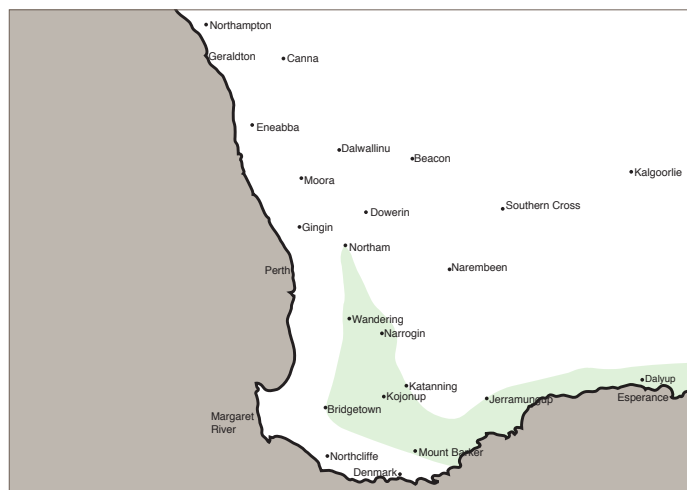 Northampton
Geraldton
Canna
Eneabba
Dalwallinu
Beacon
Kalgoorlie
Moora
Southern Cross
Dowerin
Gingin
Northam
Perth
Narembeen
Wandering
Narrogin
Dalyup
Katanning
Kojonup
Jerramungup
Esperance
Bridgetown
Margaret
River
Mount Barker
Northcliffe
Denmark